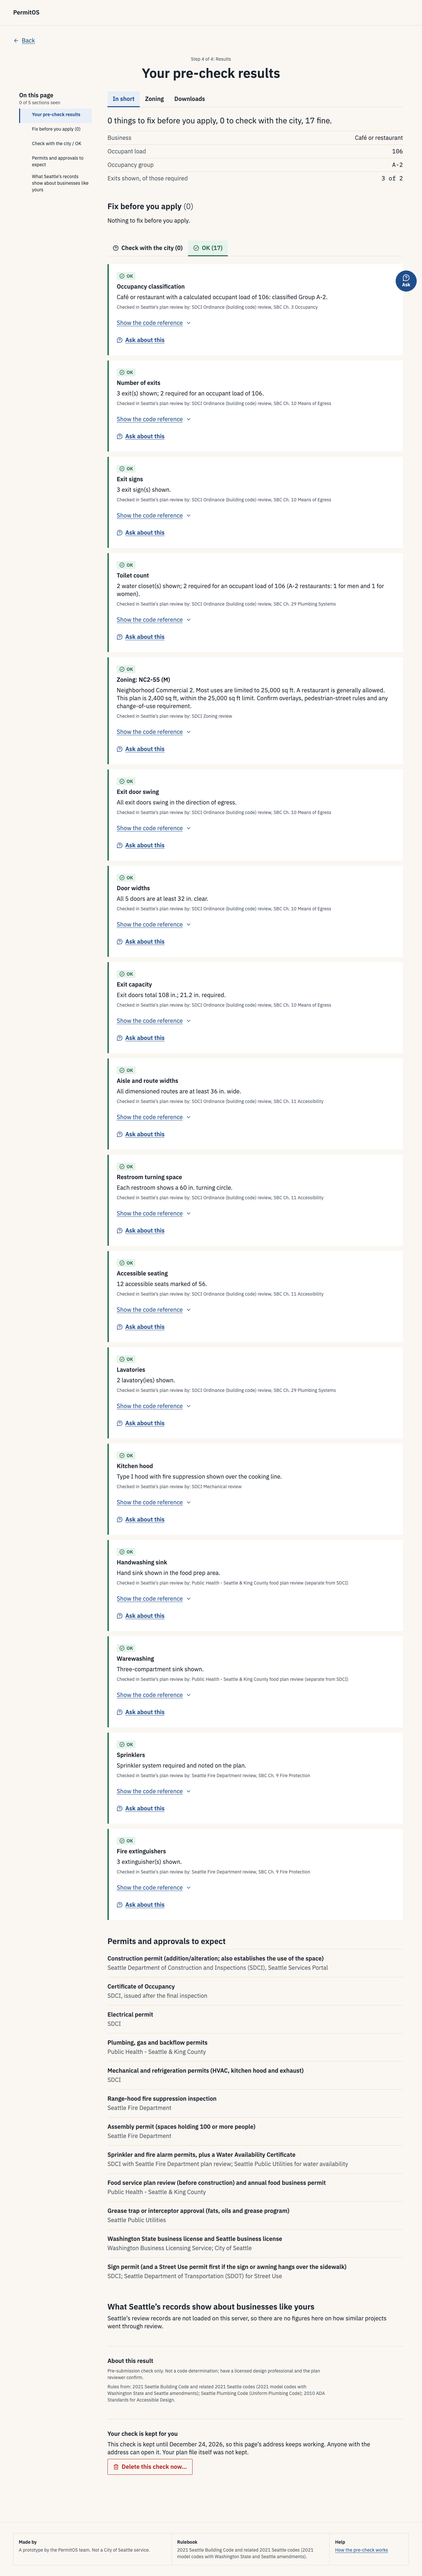 PermitOS
Back
Step 4 of 4: Results
Your pre-check results
On this page
0 of 5 sections seen
Your pre-check results
Fix before you apply (0)
Check with the city / OK
Permits and approvals to
expect
What Seattle's records
show about businesses like
yours
In short
Zoning
Downloads
0 things to fix before you apply, 0 to check with the city, 17 fine.
Business Café or restaurant
Occupant load 106
Occupancy group A-2
Exits shown, of those required 3 of 2
Fix before you apply (0)
Nothing to fix before you apply.
Check with the city (0)
OK (17)
Ask
OK
Occupancy classification
Café or restaurant with a calculated occupant load of 106: classified Group A-2.
Checked in Seattle's plan review by: SDCI Ordinance (building code) review, SBC Ch. 3 Occupancy
Show the code reference
Ask about this
OK
Number of exits
3 exit(s) shown; 2 required for an occupant load of 106.
Checked in Seattle's plan review by: SDCI Ordinance (building code) review, SBC Ch. 10 Means of Egress
Show the code reference
Ask about this
OK
Exit signs
3 exit sign(s) shown.
Checked in Seattle's plan review by: SDCI Ordinance (building code) review, SBC Ch. 10 Means of Egress
Show the code reference
Ask about this
OK
Toilet count
2 water closet(s) shown; 2 required for an occupant load of 106 (A-2 restaurants: 1 for men and 1 for
women).
Checked in Seattle's plan review by: SDCI Ordinance (building code) review, SBC Ch. 29 Plumbing Systems
Show the code reference
Ask about this
OK
Zoning: NC2-55 (M)
Neighborhood Commercial 2. Most uses are limited to 25,000 sq ft. A restaurant is generally allowed.
This plan is 2,400 sq ft, within the 25,000 sq ft limit. Confirm overlays, pedestrian-street rules and any
change-of-use requirement.
Checked in Seattle's plan review by: SDCI Zoning review
Show the code reference
Ask about this
OK
Exit door swing
All exit doors swing in the direction of egress.
Checked in Seattle's plan review by: SDCI Ordinance (building code) review, SBC Ch. 10 Means of Egress
Show the code reference
Ask about this
OK
Door widths
All 5 doors are at least 32 in. clear.
Checked in Seattle's plan review by: SDCI Ordinance (building code) review, SBC Ch. 10 Means of Egress
Show the code reference
Ask about this
OK
Exit capacity
Exit doors total 108 in.; 21.2 in. required.
Checked in Seattle's plan review by: SDCI Ordinance (building code) review, SBC Ch. 10 Means of Egress
Show the code reference
Ask about this
OK
Aisle and route widths
All dimensioned routes are at least 36 in. wide.
Checked in Seattle's plan review by: SDCI Ordinance (building code) review, SBC Ch. 11 Accessibility
Show the code reference
Ask about this
OK
Restroom turning space
Each restroom shows a 60 in. turning circle.
Checked in Seattle's plan review by: SDCI Ordinance (building code) review, SBC Ch. 11 Accessibility
Show the code reference
Ask about this
OK
Accessible seating
12 accessible seats marked of 56.
Checked in Seattle's plan review by: SDCI Ordinance (building code) review, SBC Ch. 11 Accessibility
Show the code reference
Ask about this
OK
Lavatories
2 lavatory(ies) shown.
Checked in Seattle's plan review by: SDCI Ordinance (building code) review, SBC Ch. 29 Plumbing Systems
Show the code reference
Ask about this
OK
Kitchen hood
Type I hood with fire suppression shown over the cooking line.
Checked in Seattle's plan review by: SDCI Mechanical review
Show the code reference
Ask about this
OK
Handwashing sink
Hand sink shown in the food prep area.
Checked in Seattle's plan review by: Public Health - Seattle & King County food plan review (separate from SDCI)
Show the code reference
Ask about this
OK
Warewashing
Three-compartment sink shown.
Checked in Seattle's plan review by: Public Health - Seattle & King County food plan review (separate from SDCI)
Show the code reference
Ask about this
OK
Sprinklers
Sprinkler system required and noted on the plan.
Checked in Seattle's plan review by: Seattle Fire Department review, SBC Ch. 9 Fire Protection
Show the code reference
Ask about this
OK
Fire extinguishers
3 extinguisher(s) shown.
Checked in Seattle's plan review by: Seattle Fire Department review, SBC Ch. 9 Fire Protection
Show the code reference
Ask about this
Permits and approvals to expect
Construction permit (addition/alteration; also establishes the use of the space)
Seattle Department of Construction and Inspections (SDCI), Seattle Services Portal
Certificate of Occupancy
SDCI, issued after the final inspection
Electrical permit
SDCI
Plumbing, gas and backflow permits
Public Health - Seattle & King County
Mechanical and refrigeration permits (HVAC, kitchen hood and exhaust)
SDCI
Range-hood fire suppression inspection
Seattle Fire Department
Assembly permit (spaces holding 100 or more people)
Seattle Fire Department
Sprinkler and fire alarm permits, plus a Water Availability Certificate
SDCI with Seattle Fire Department plan review; Seattle Public Utilities for water availability
Food service plan review (before construction) and annual food business permit
Public Health - Seattle & King County
Grease trap or interceptor approval (fats, oils and grease program)
Seattle Public Utilities
Washington State business license and Seattle business license
Washington Business Licensing Service; City of Seattle
Sign permit (and a Street Use permit first if the sign or awning hangs over the sidewalk)
SDCI; Seattle Department of Transportation (SDOT) for Street Use
What Seattle's records show about businesses like yours
Seattle's review records are not loaded on this server, so there are no figures here on how similar projects
went through review.
About this result
Pre-submission check only. Not a code determination; have a licensed design professional and the plan
reviewer confirm.
Rules from: 2021 Seattle Building Code and related 2021 Seattle codes (2021 model codes with
Washington State and Seattle amendments); Seattle Plumbing Code (Uniform Plumbing Code); 2010 ADA
Standards for Accessible Design.
Your check is kept for you
This check is kept until December 24, 2026, so this page's address keeps working. Anyone with the
address can open it. Your plan file itself was not kept.
Delete this check now…
Made by
A prototype by the PermitOS team. Not a City of Seattle service.
Rulebook
2021 Seattle Building Code and related 2021 Seattle codes (2021
model codes with Washington State and Seattle amendments).
Help
How the pre-check works